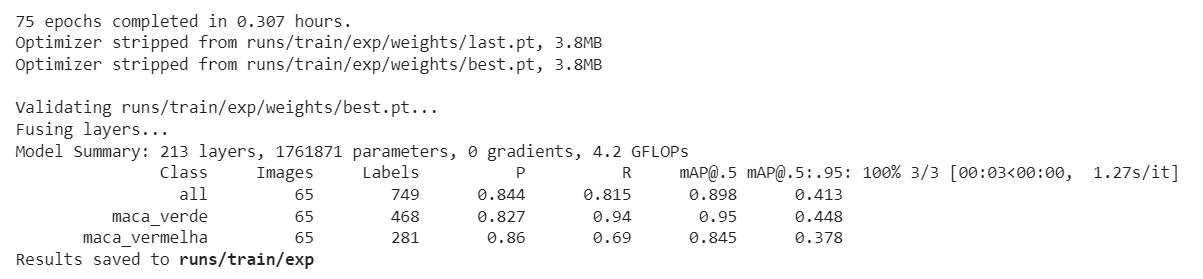 75 epochs completed in 0.307 hours.
Optimizer stripped from runs/train/exp/weights/last.pt, 3.8MB
Optimizer stripped from runs/train/exp/weights/best.pt, 3.8MB
Validating runs/train/exp/weights/best.pt...
Fusing layers...
Model Summary: 213 layers, 1761871 parameters, 0 gradients, 4.2 GFLOPs
Class Images Labels P R mAP@.5 mAP@.5:.95: 100% 3/3 [00:03<00:00, 1.27s/it]
all 65 749 0.844 0.815 0.898 0.413
maca_verde 65 468 0.827 0.94 0.95 0.448
maca_vermelha 65 281 0.86 0.69 0.845 0.378
Results saved to runs/train/exp